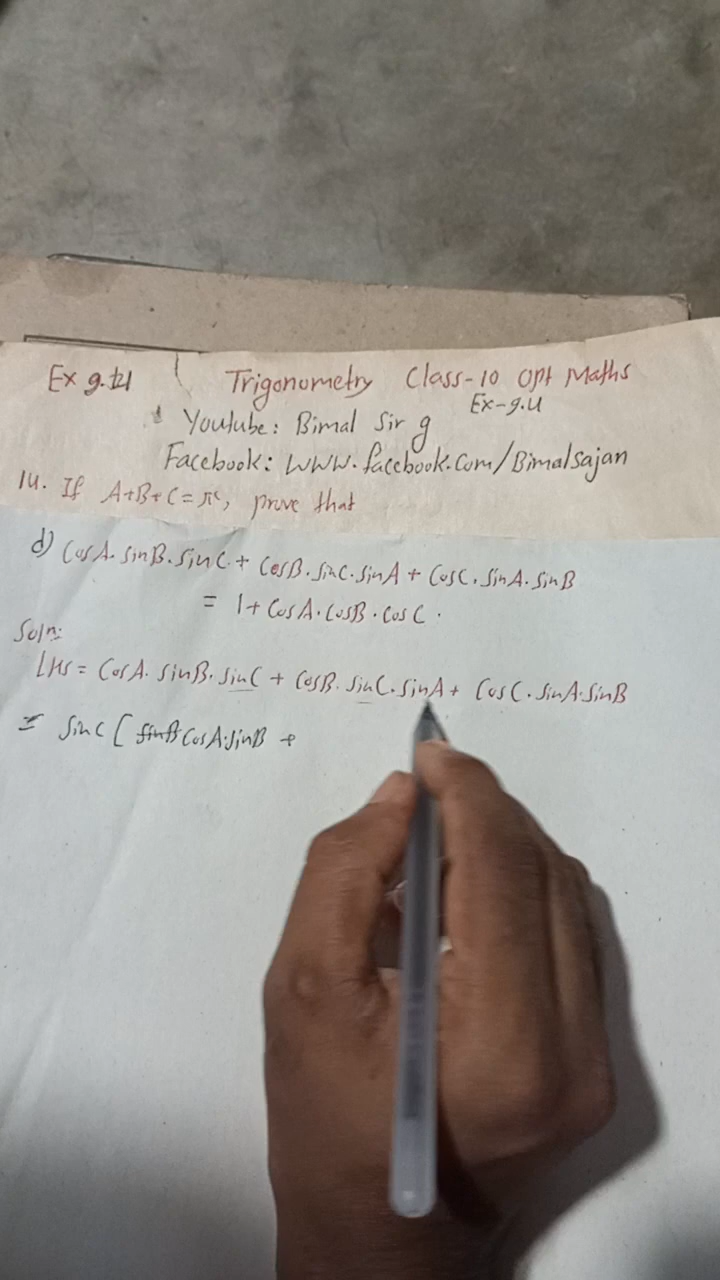 Ex 9.4 Trigonometry Class-10 Opt Maths
Ex-9.4
Youtube: Bimal Sir g
Facebook: www.facebook.com/Bimalsajan
14. If A+B+C=πᶜ, prove that
d) CosA. SinB. SinC + CosB. SinC. SinA + CosC. SinA. SinB
= 1+ CosA. CosB. CosC.
Soln:
LHS = CosA. SinB. SinC + CosB. SinC. SinA + CosC. SinA. SinB
= SinC [ CosA. SinB +